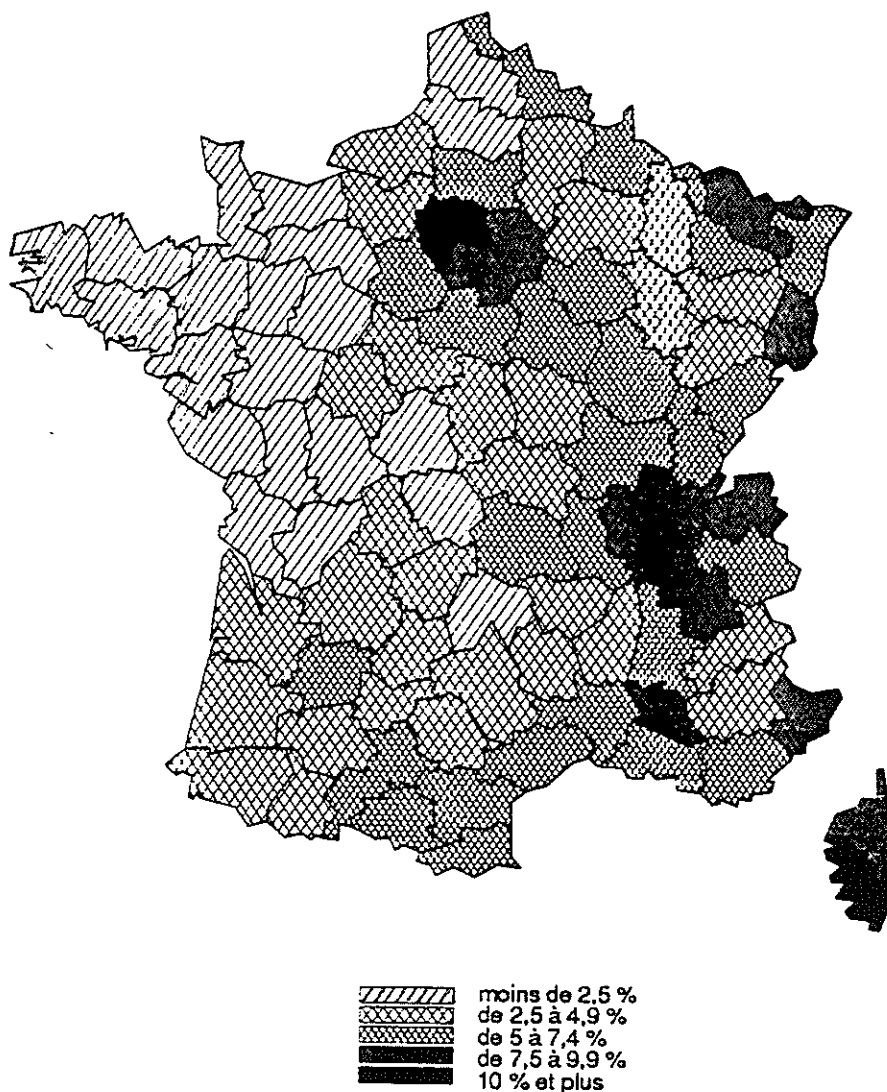 moins de 2,5 %
de 2,5 à 4,9 %
de 5 à 7,4 %
de 7,5 à 9,9 %
10 % et plus